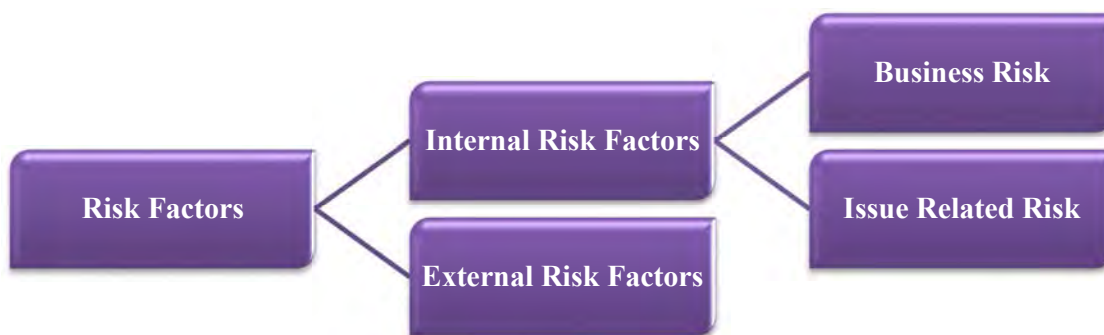 Risk Factors
Internal Risk Factors
External Risk Factors
Business Risk
Issue Related Risk